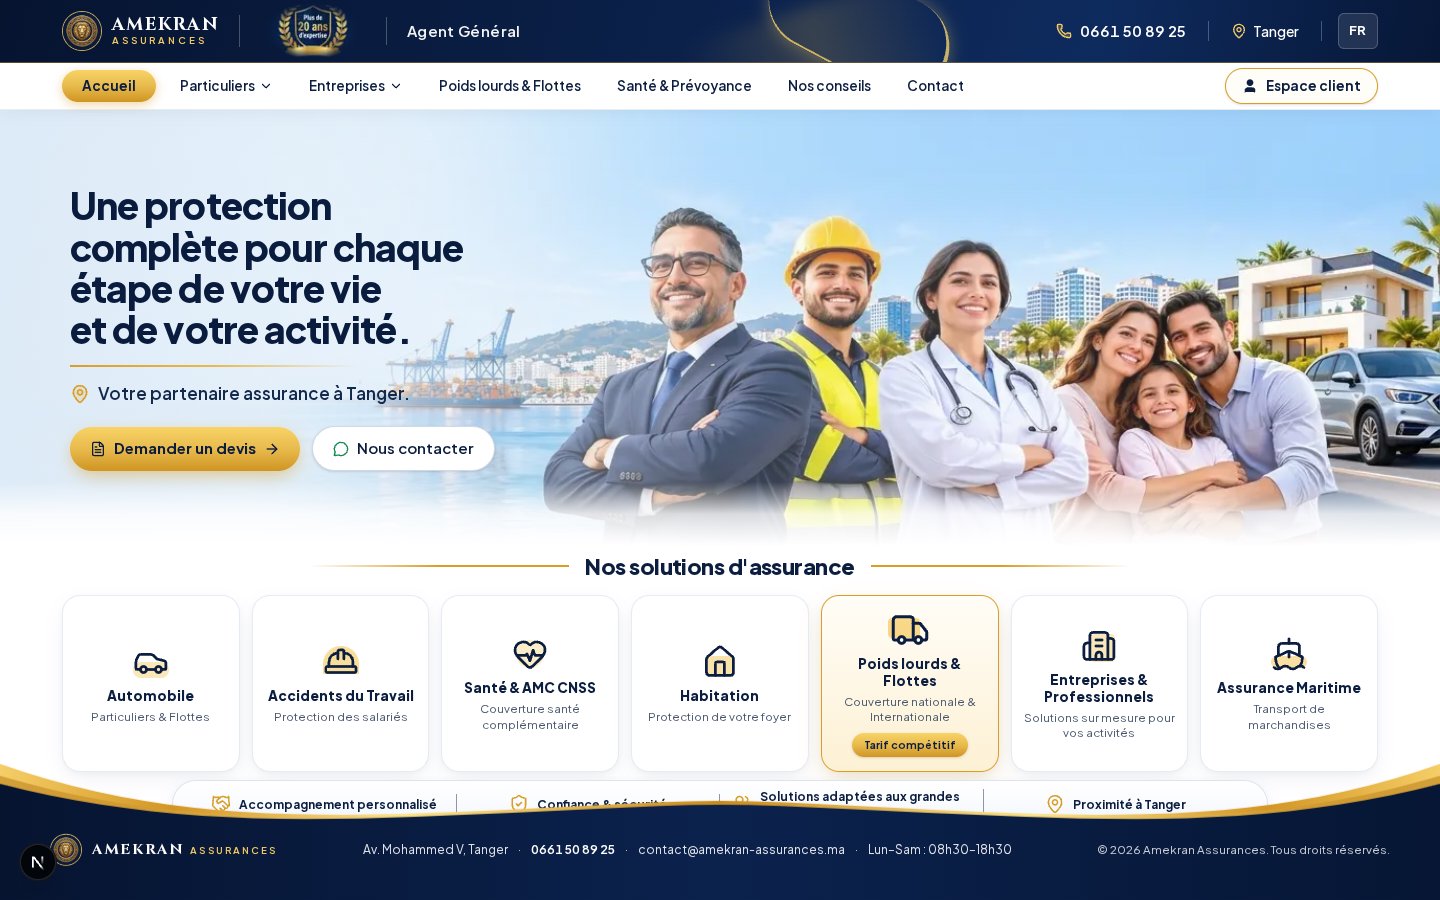 AMEKRAN
ASSURANCES
Plus de
20 ans
d'expertise
Agent Général
0661 50 89 25
Tanger
FR
Accueil
Particuliers
Entreprises
Poids lourds & Flottes
Santé & Prévoyance
Nos conseils
Contact
Espace client
Une protection
complète pour chaque
étape de votre vie
et de votre activité.
Votre partenaire assurance à Tanger.
Demander un devis
Nous contacter
Nos solutions d'assurance
Automobile
Particuliers & Flottes
Accidents du Travail
Protection des salariés
Santé & AMC CNSS
Couverture santé
complémentaire
Habitation
Protection de votre foyer
Poids lourds &
Flottes
Couverture nationale &
Internationale
Tarif compétitif
Entreprises &
Professionnels
Solutions sur mesure pour
vos activités
Assurance Maritime
Transport de
marchandises
Accompagnement personnalisé
Confiance & sécurité
Solutions adaptées aux grandes
Proximité à Tanger
N
AMEKRAN ASSURANCES
Av. Mohammed V, Tanger · 0661 50 89 25 · contact@amekran-assurances.ma · Lun–Sam : 08h30–18h30
© 2026 Amekran Assurances. Tous droits réservés.